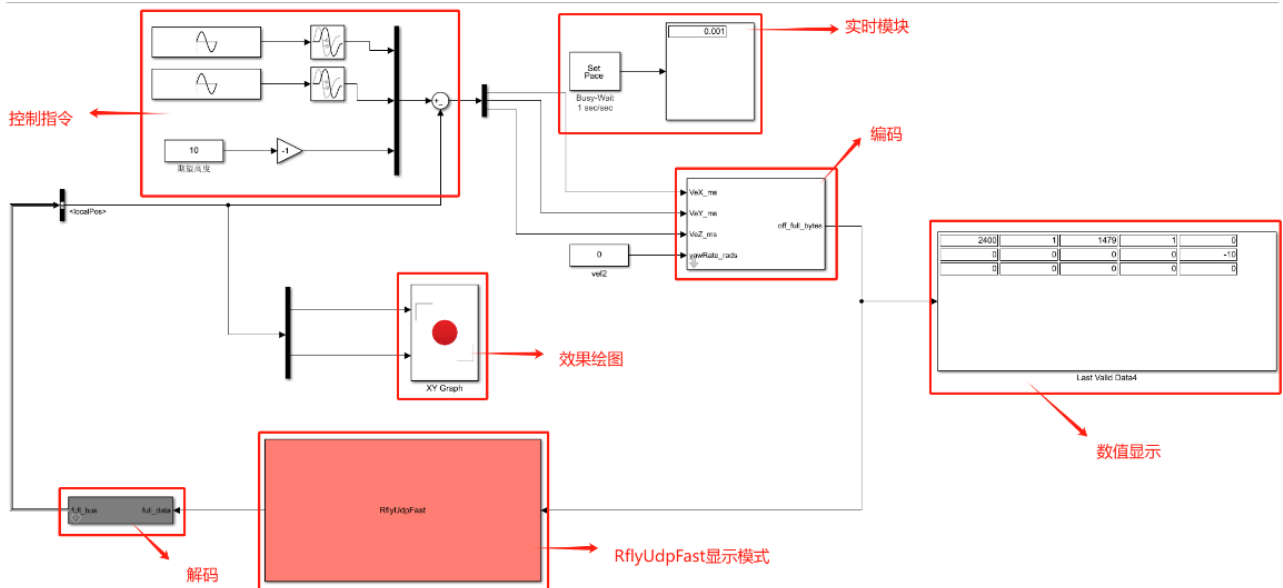 控制指令
10
-1
期望高度
+_
<localPos>
Set
Pace
Busy-Wait
1 sec/sec
0.001
实时模块
编码
VeX_ms
VeY_ms
VeZ_ms
yawRate_rads
off_full_bytes
0
vel2
2400 1 1479 1 0
0 0 0 0 -10
0 0 0 0 0
Last Valid Data4
数值显示
XY Graph
效果绘图
RflyUdpFast
RflyUdpFast显示模式
full_data
解码